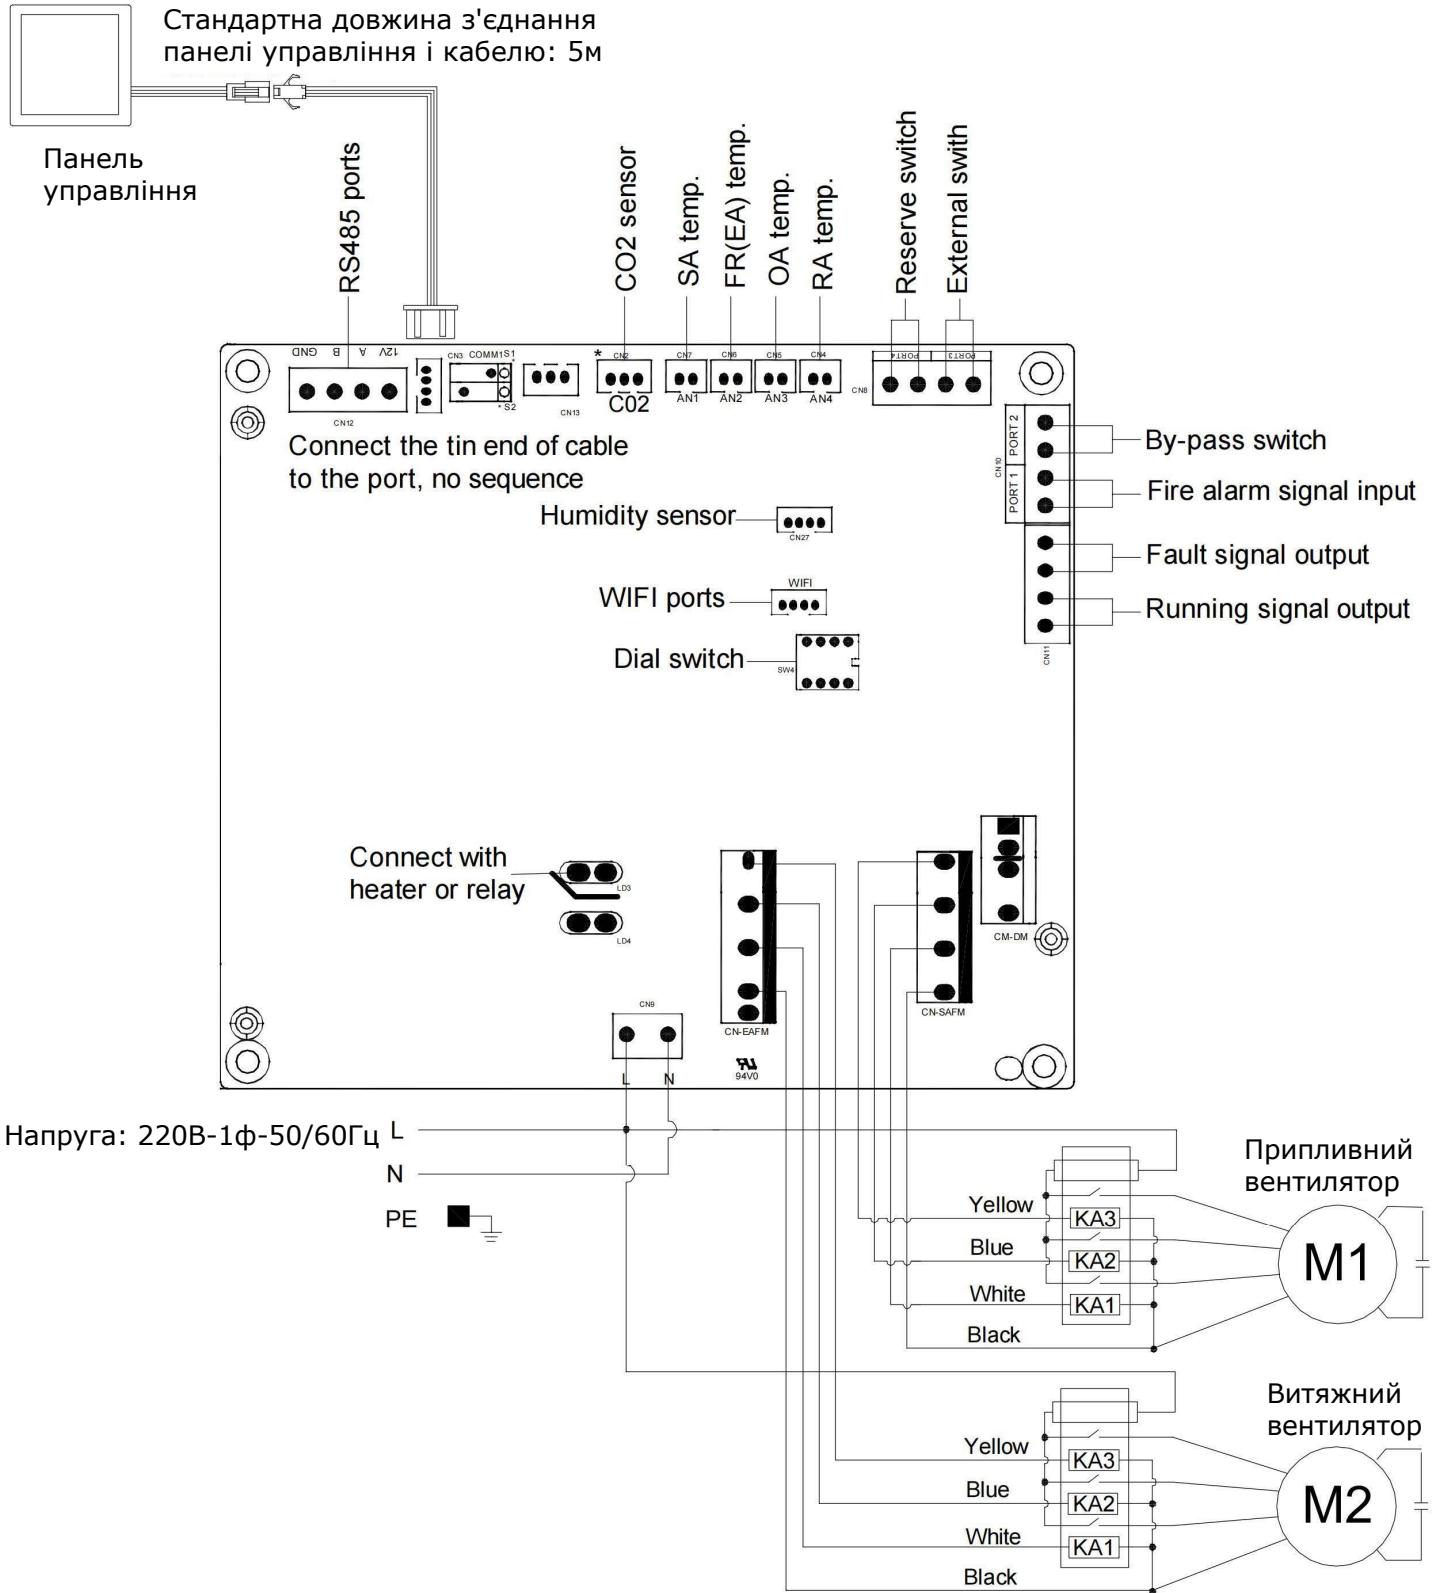 Стандартна довжина з'єднання
панелі управління і кабелю: 5м
Панель
управління
RS485 ports
CO2 sensor
SA temp.
FR(EA) temp.
OA temp.
RA temp.
Reserve switch
External swith
GND B A 12V
CN12
CN3 COMM1 S1
*
* S2
CN13
* CN2
C02
CN7
AN1
CN6
AN2
CN5
AN3
CN4
AN4
CN8
PORT4 PORT3
Connect the tin end of cable
to the port, no sequence
PORT 2
PORT 1
CN10
By-pass switch
Fire alarm signal input
Fault signal output
Running signal output
CN11
Humidity sensor
CN27
WIFI ports
WIFI
Dial switch
SW4
Connect with
heater or relay
LD3
LD4
CM-DM
CN9
L N
CN-EAFM
CN-SAFM
94V0
Напруга: 220В-1ф-50/60Гц L
N
PE
Припливний
вентилятор
Yellow
KA3
Blue
KA2
White
KA1
Black
M1
Витяжний
вентилятор
Yellow
KA3
Blue
KA2
White
KA1
Black
M2